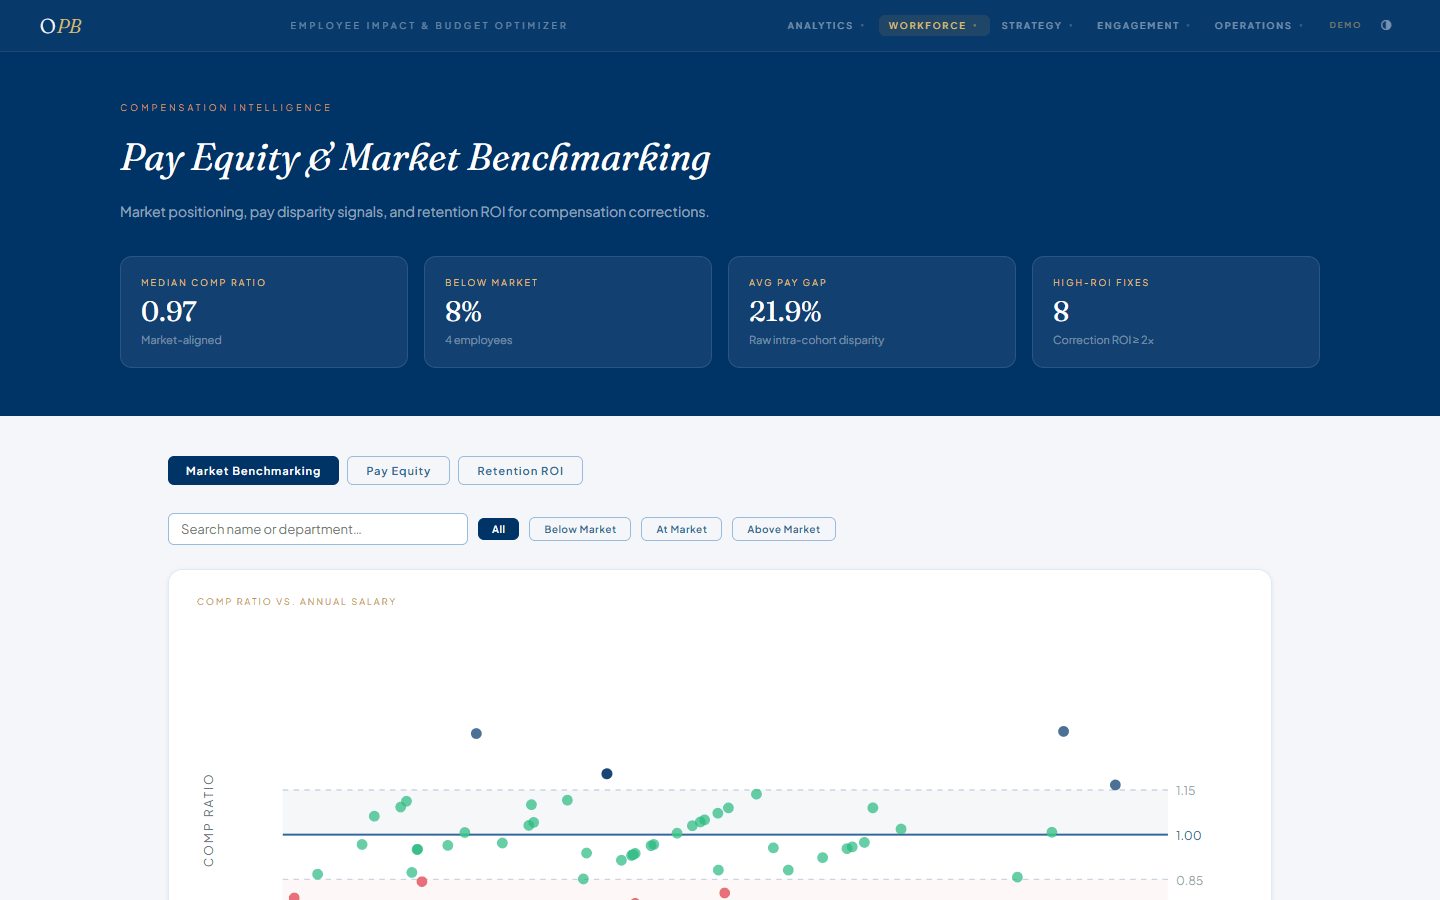 OPB
EMPLOYEE IMPACT & BUDGET OPTIMIZER
ANALYTICS
WORKFORCE
STRATEGY
ENGAGEMENT
OPERATIONS
DEMO
COMPENSATION INTELLIGENCE
Pay Equity & Market Benchmarking
Market positioning, pay disparity signals, and retention ROI for compensation corrections.
MEDIAN COMP RATIO
0.97
Market-aligned
BELOW MARKET
8%
4 employees
AVG PAY GAP
21.9%
Raw intra-cohort disparity
HIGH-ROI FIXES
8
Correction ROI ≥ 2x
Market Benchmarking
Pay Equity
Retention ROI
Search name or department...
All
Below Market
At Market
Above Market
COMP RATIO VS. ANNUAL SALARY
COMP RATIO
1.15
1.00
0.85